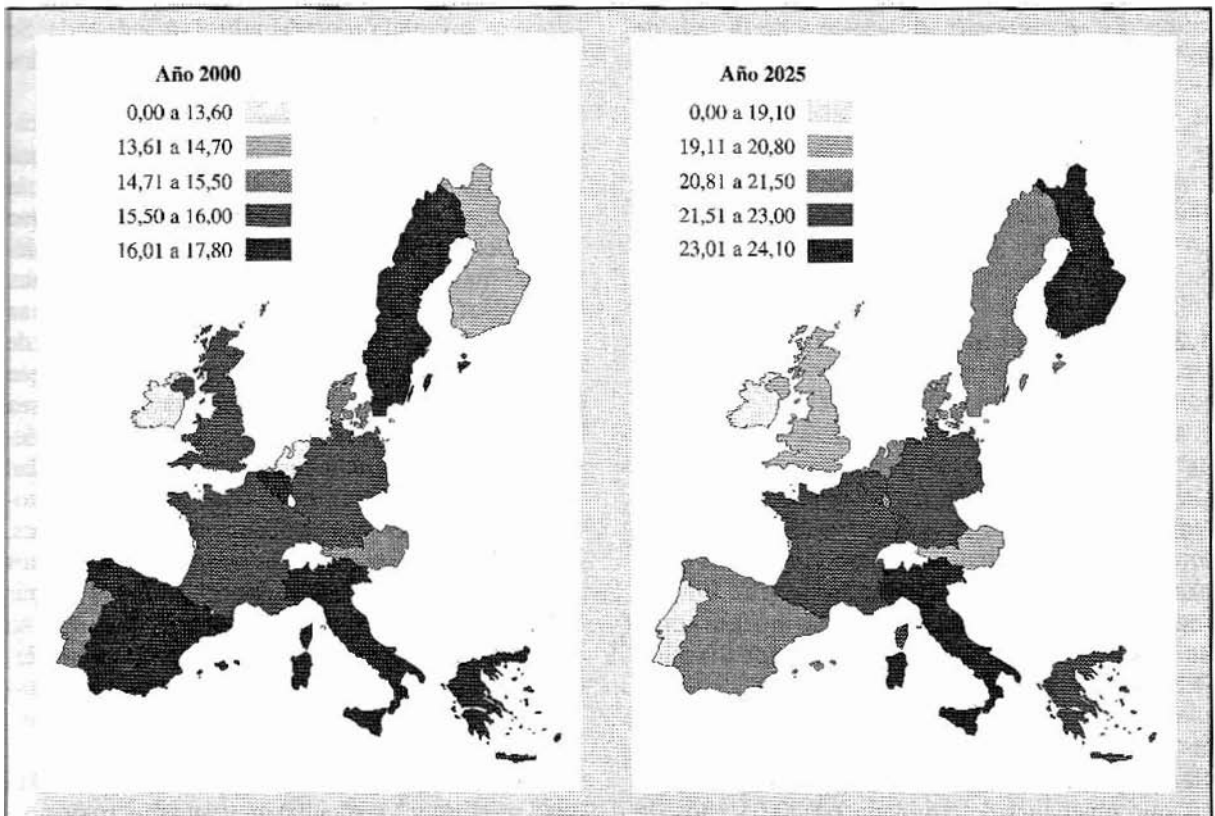 Año 2000
0,00 a 13,60
13,61 a 14,70
14,71 a 15,50
15,50 a 16,00
16,01 a 17,80
Año 2025
0,00 a 19,10
19,11 a 20,80
20,81 a 21,50
21,51 a 23,00
23,01 a 24,10